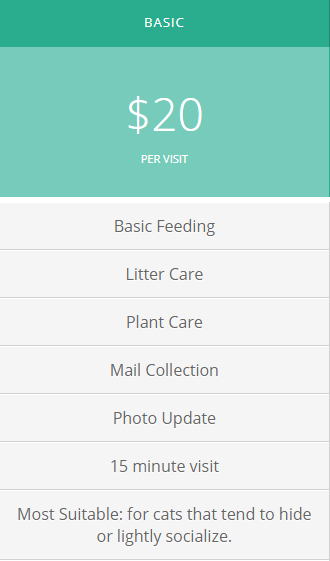 BASIC
$20
PER VISIT
Basic Feeding
Litter Care
Plant Care
Mail Collection
Photo Update
15 minute visit
Most Suitable: for cats that tend to hide
or lightly socialize.